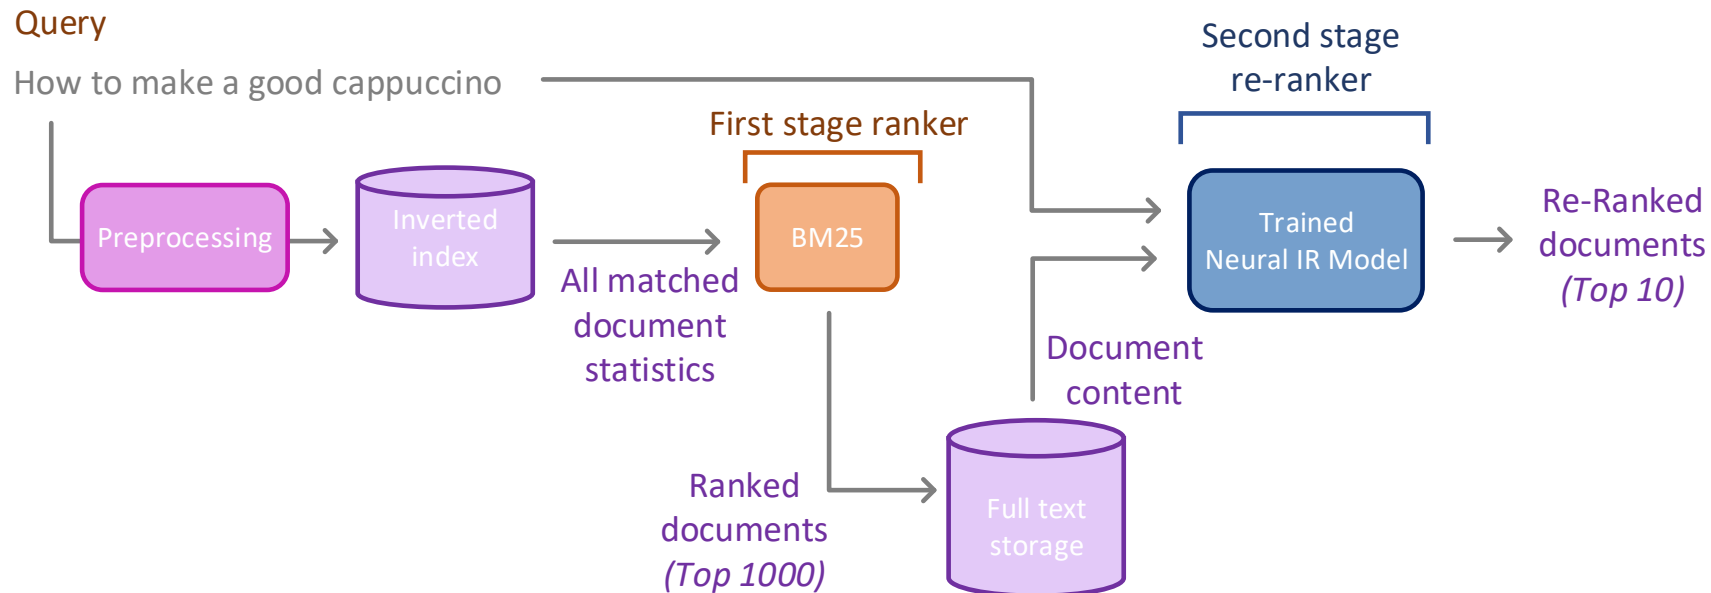 Query
How to make a good cappuccino
Second stage
re-ranker
First stage ranker
Preprocessing
Inverted
index
All matched
document
statistics
BM25
Trained
Neural IR Model
Re-Ranked
documents
(Top 10)
Document
content
Ranked
documents
(Top 1000)
Full text
storage